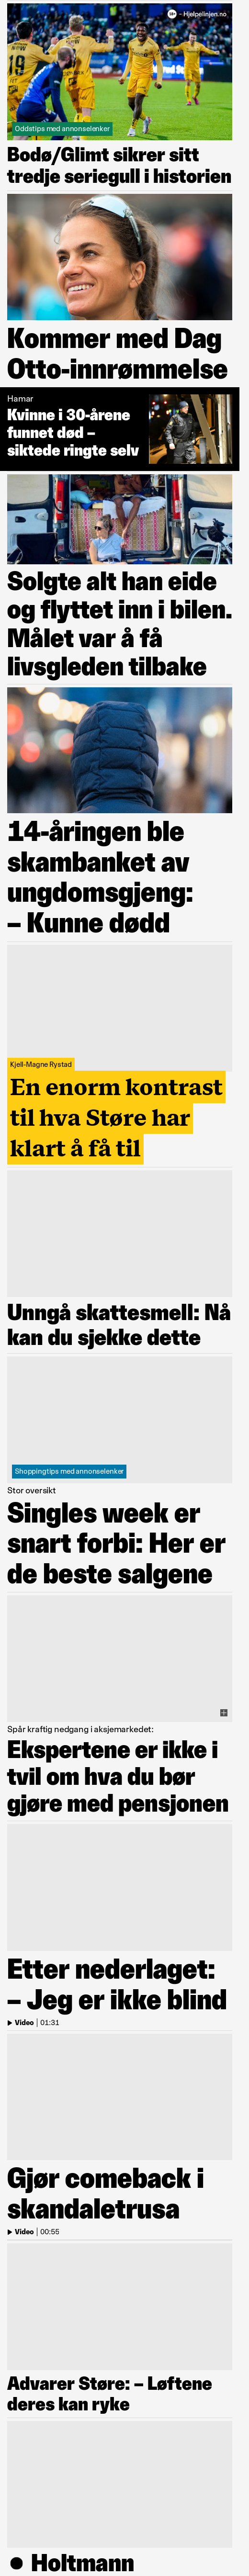 18+ - Hjelpelinjen.no
19
Oddstips med annonselenker
Bodø/Glimt sikrer sitt
tredje seriegull i historien
Kommer med Dag
Otto-innrømmelse
Hamar
Kvinne i 30-årene
funnet død –
siktede ringte selv
Solgte alt han eide
og flyttet inn i bilen.
Målet var å få
livsgleden tilbake
14-åringen ble
skambanket av
ungdomsgjeng:
– Kunne dødd
Kjell-Magne Rystad
En enorm kontrast
til hva Støre har
klart å få til
Unngå skattesmell: Nå
kan du sjekke dette
Shoppingtips med annonselenker
Stor oversikt
Singles week er
snart forbi: Her er
de beste salgene
Spår kraftig nedgang i aksjemarkedet:
Ekspertene er ikke i
tvil om hva du bør
gjøre med pensjonen
Etter nederlaget:
– Jeg er ikke blind
Video | 01:31
Gjør comeback i
skandaletrusa
Video | 00:55
Advarer Støre: – Løftene
deres kan ryke
● Holtmann